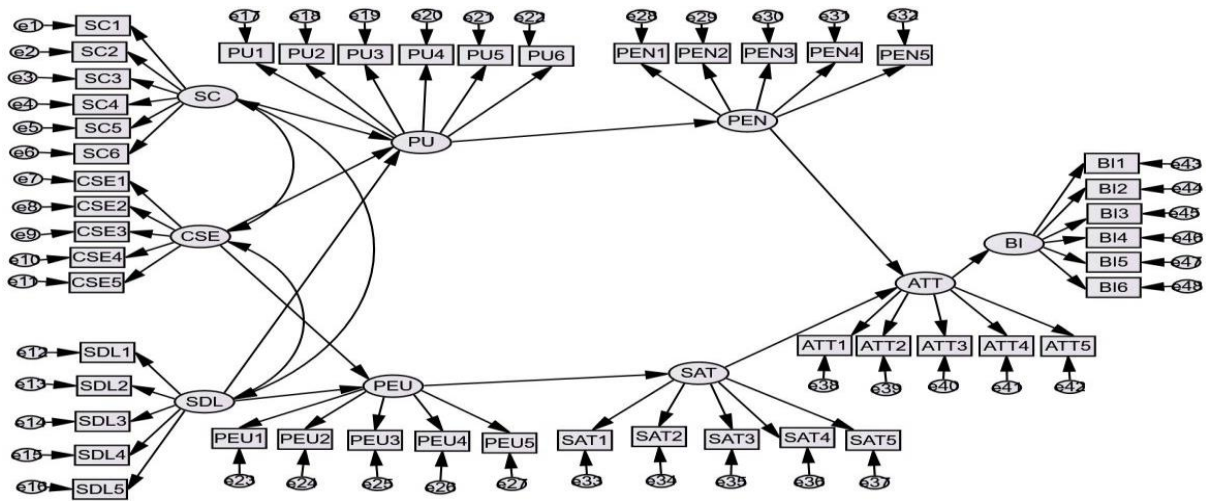 e1 SC1
e2 SC2
e3 SC3
e4 SC4
e5 SC5
e6 SC6
SC
e7 CSE1
e8 CSE2
e9 CSE3
e10 CSE4
e11 CSE5
CSE
e12 SDL1
e13 SDL2
e14 SDL3
e15 SDL4
e16 SDL5
SDL
e17 e18 e19 e20 e21 e22
PU1 PU2 PU3 PU4 PU5 PU6
PU
e28 e29 e30 e31 e32
PEN1 PEN2 PEN3 PEN4 PEN5
PEN
PEU
PEU1 PEU2 PEU3 PEU4 PEU5
e23 e24 e25 e26 e27
SAT
SAT1 SAT2 SAT3 SAT4 SAT5
e33 e34 e35 e36 e37
ATT
ATT1 ATT2 ATT3 ATT4 ATT5
e38 e39 e40 e41 e42
BI
BI1 e43
BI2 e44
BI3 e45
BI4 e46
BI5 e47
BI6 e48